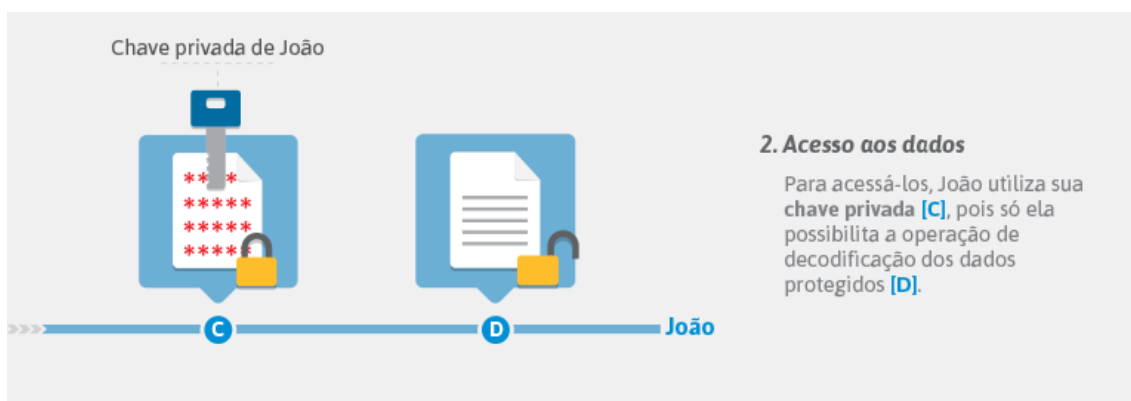 Chave privada de João
** *
*****
*****
*****
C
D
João
2. Acesso aos dados
Para acessá-los, João utiliza sua
chave privada [C], pois só ela
possibilita a operação de
decodificação dos dados
protegidos [D].